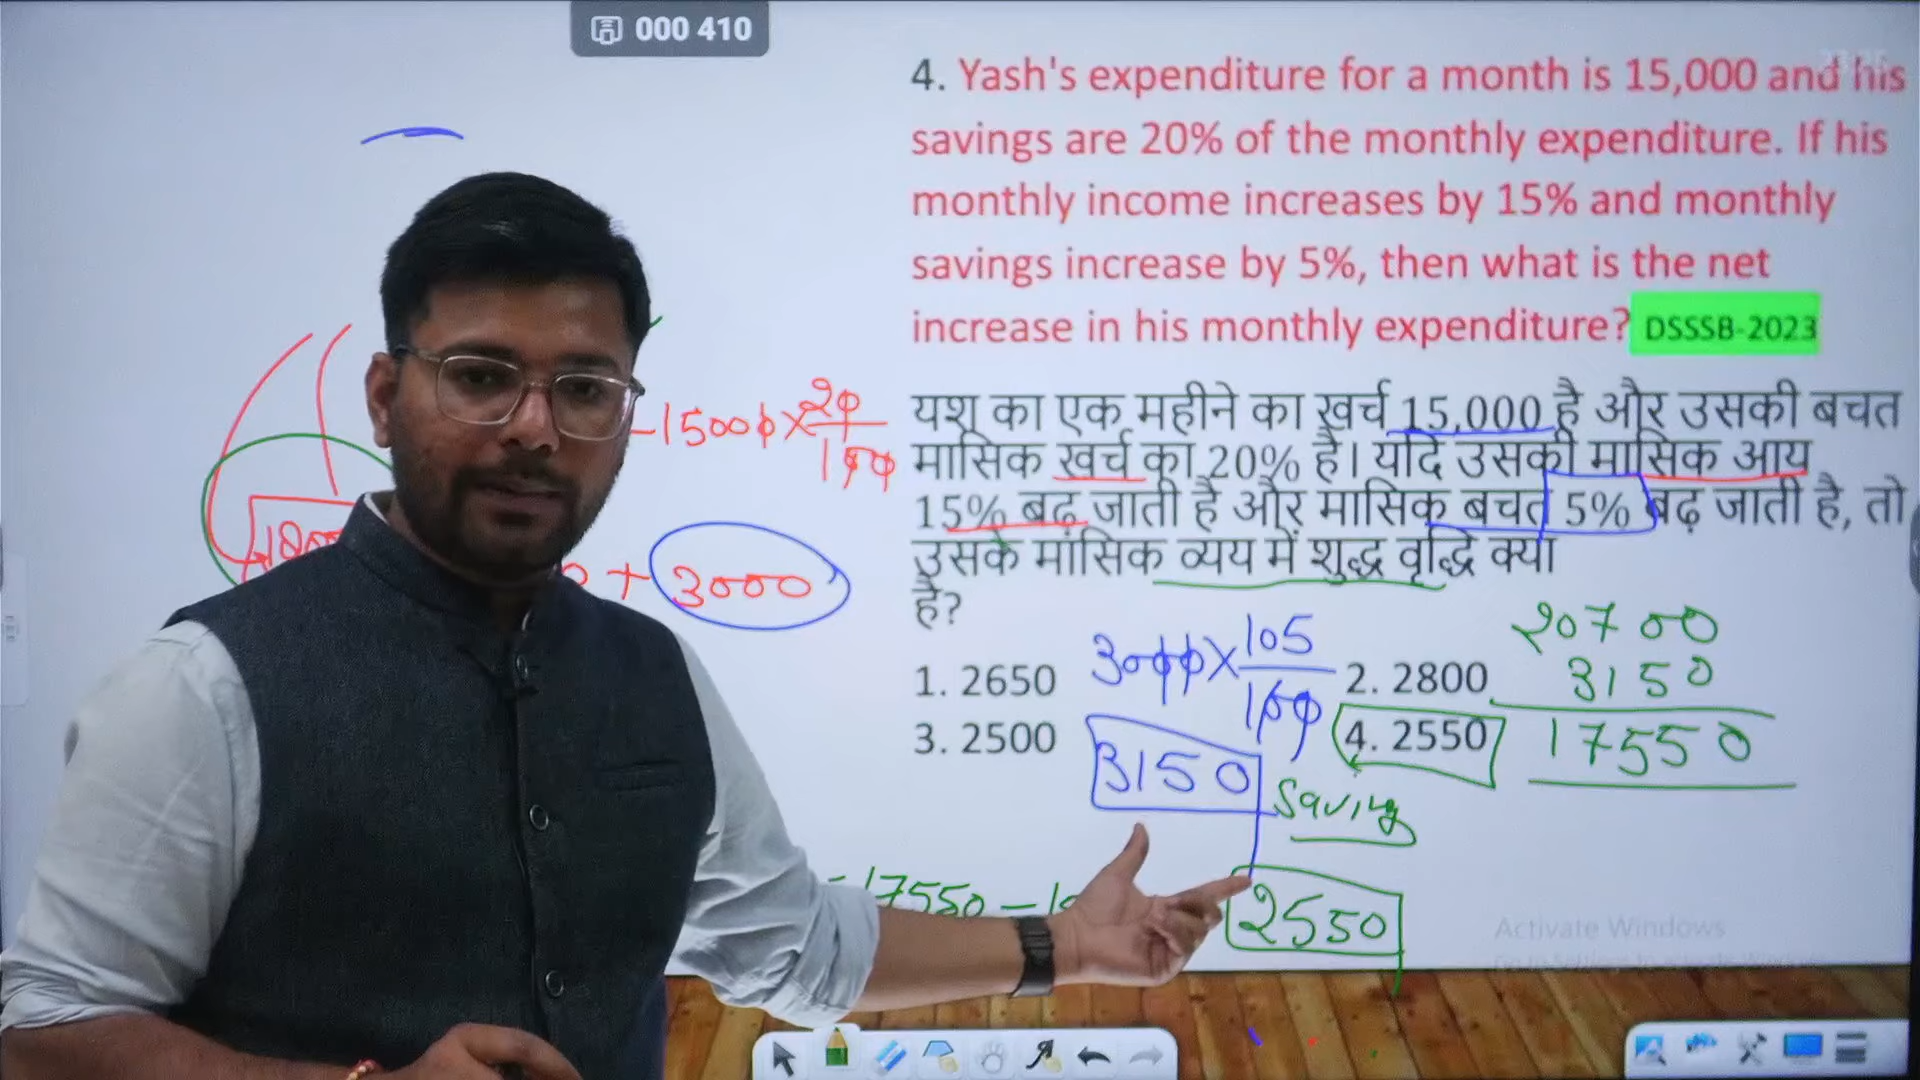 000 410
4. Yash's expenditure for a month is 15,000 and his
savings are 20% of the monthly expenditure. If his
monthly income increases by 15% and monthly
savings increase by 5%, then what is the net
increase in his monthly expenditure? DSSSB-2023
यश का एक महीने का खर्च 15,000 है और उसकी बचत
मासिक खर्च का 20% है। यदि उसकी मासिक आय
15% बढ़ जाती है और मासिक बचत 5% बढ़ जाती है, तो
उसके मासिक व्यय में शुद्ध वृद्धि क्या
है?
1. 2650
2. 2800
3. 2500
4. 2550
15000 × 20/100
+ 3000
3000 × 105/100
3150
Saving
20700
3150
17550
= 17550 -
2550
Activate Windows